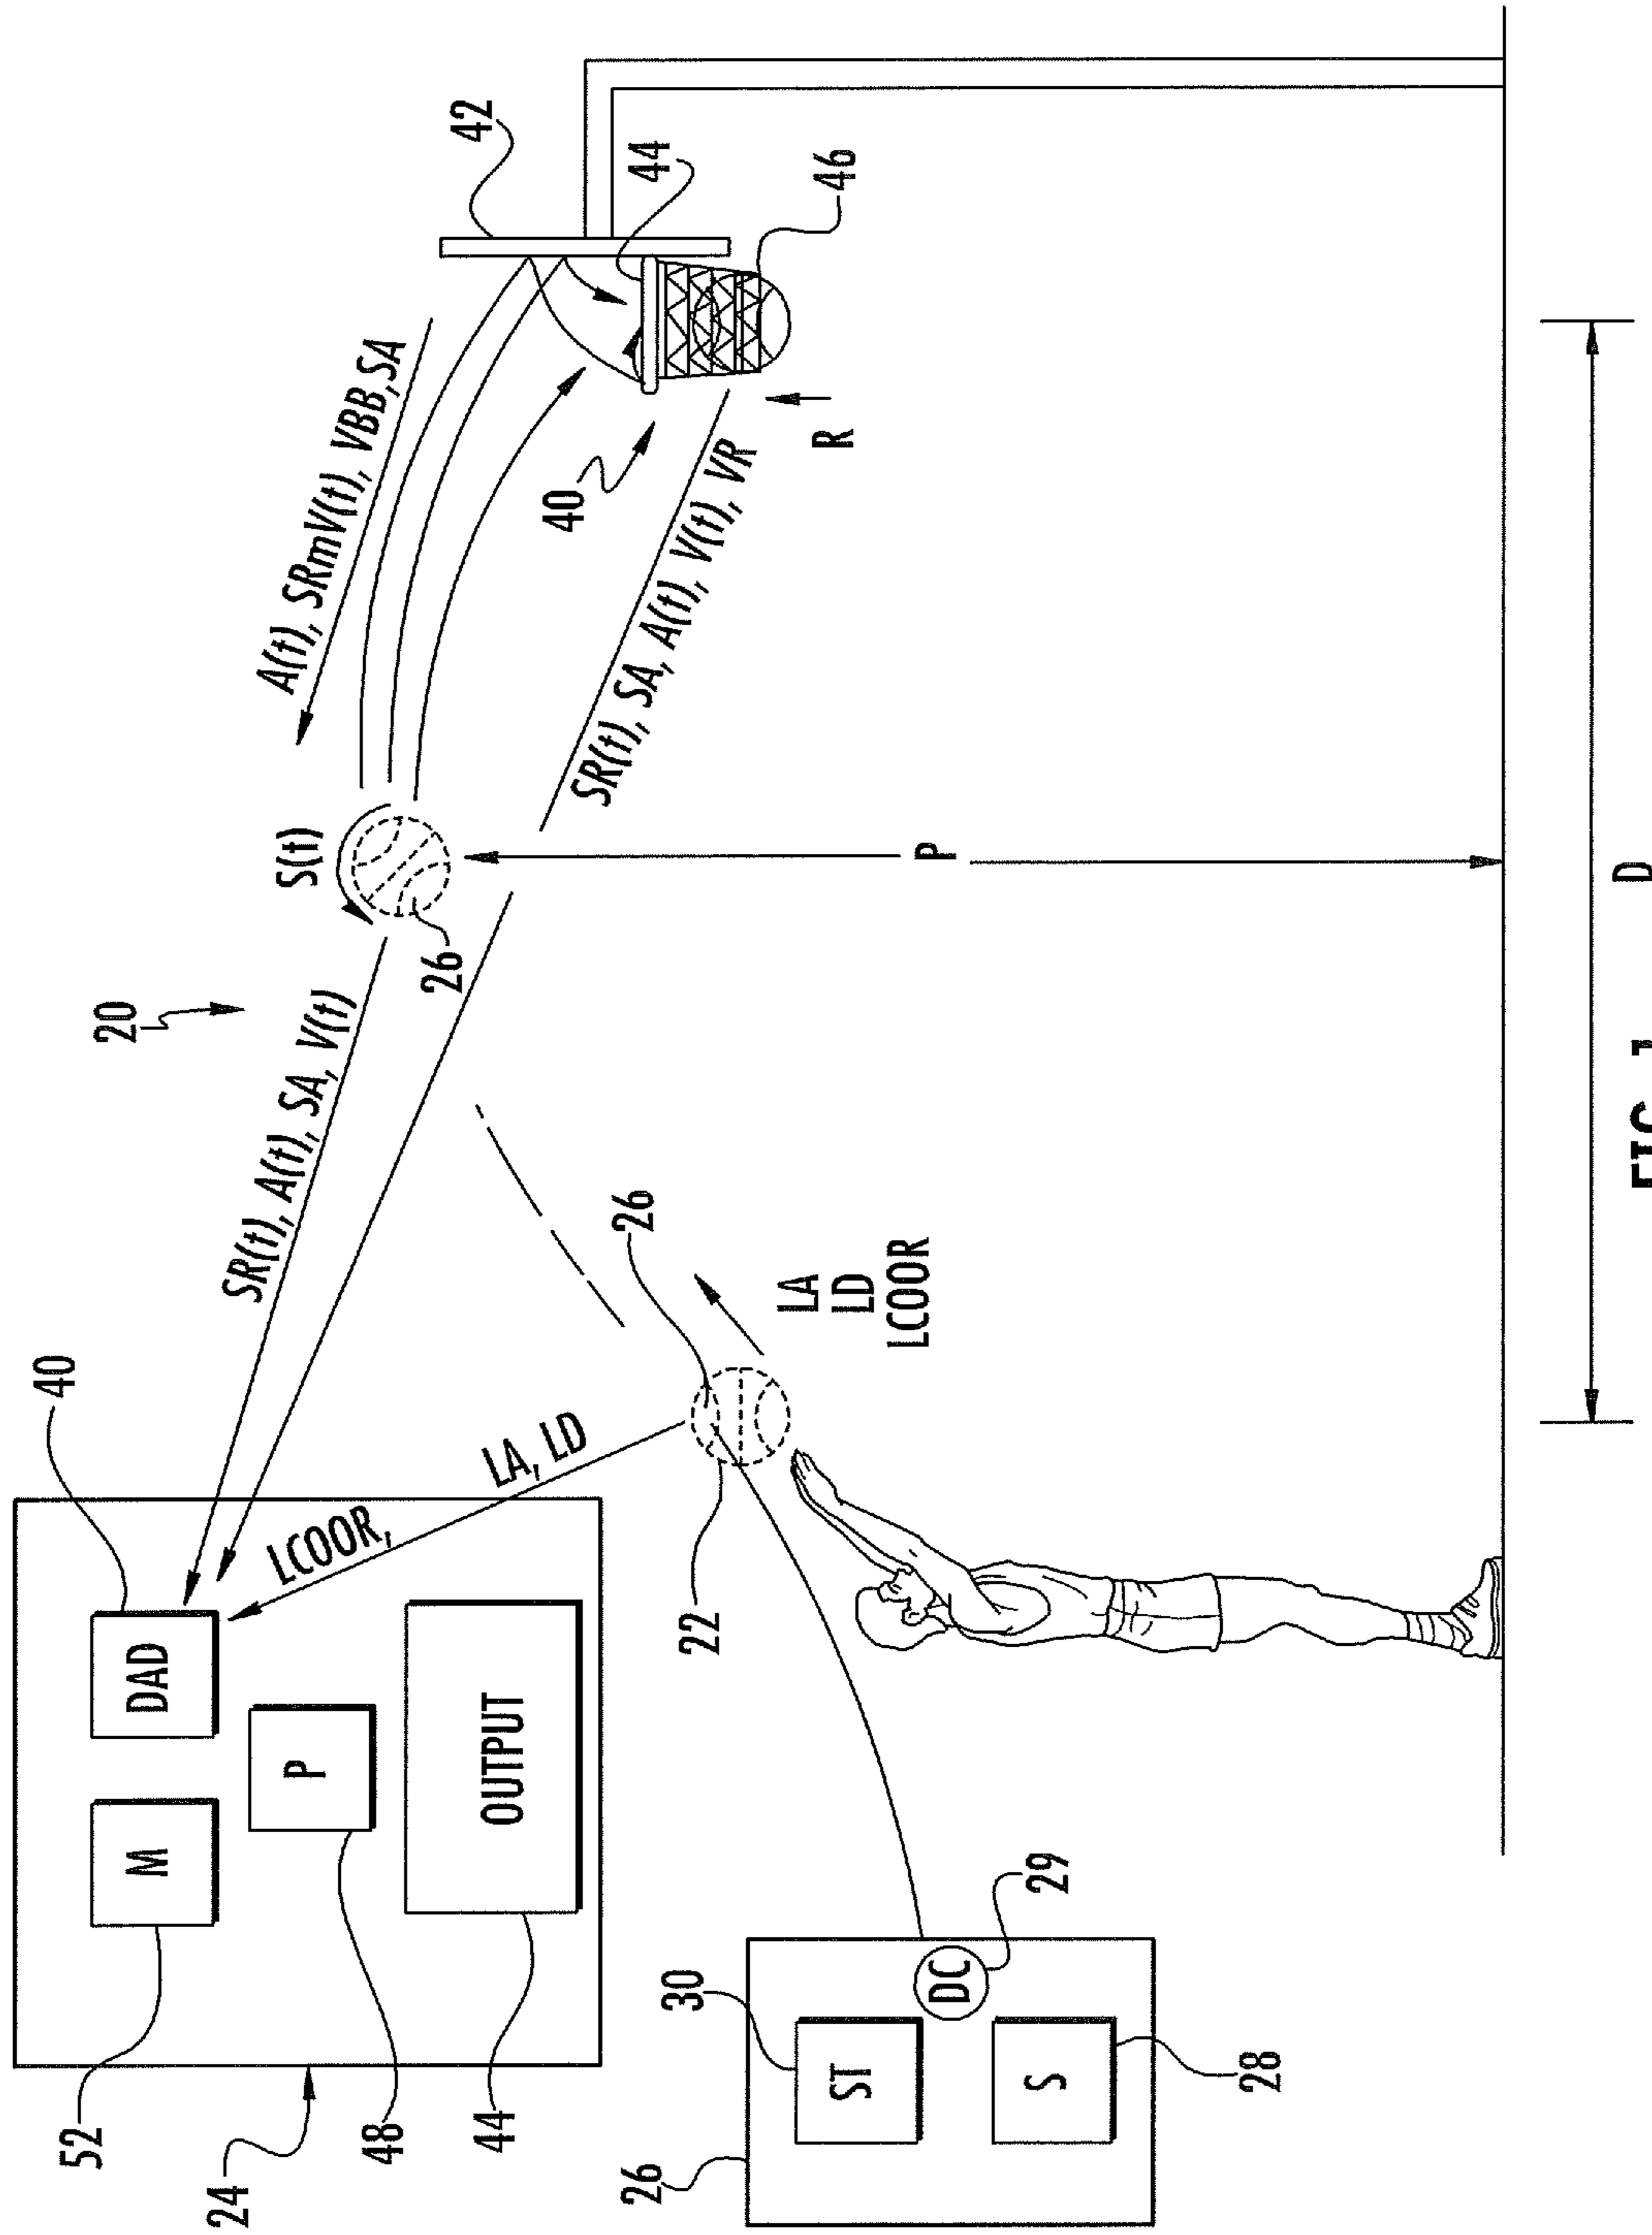 24
52
M
40
DAD
48
P
44
OUTPUT
LCOOR,
LA, LD
SR(t), A(t), SA, V(t)
20
S(t)
26
A(t), SRmV(t), VBB, SA
42
44
46
40
R
SR(t), SA, A(t), V(t), VR
26
22
LA
LD
LCOOR
P
26
30
ST
DC
29
S
28
D